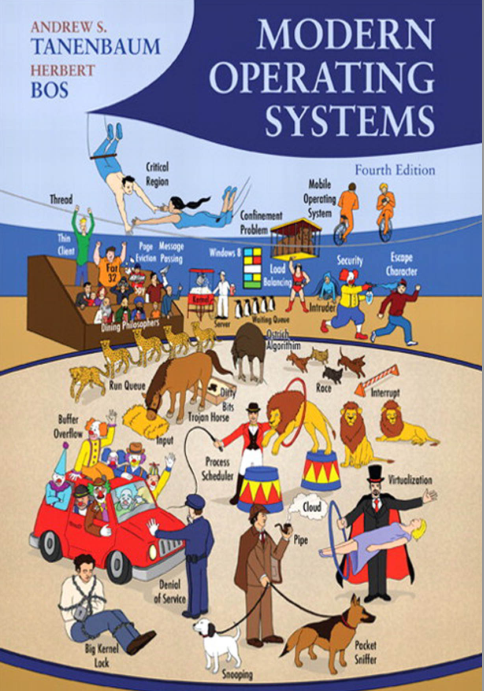 ANDREW S.
TANENBAUM
HERBERT
BOS
MODERN
OPERATING
SYSTEMS
Fourth Edition
Critical
Region
Thread
Mobile
Operating
System
Confinement
Problem
Thin
Client
Page
Eviction
Message
Passing
Windows 8
Security
Escape
Character
Fat
32
Load
Balancing
Kernel
Intruder
Server
Waiting Queue
Dining Philosophers
Ostrich
Algorithm
Run Queue
Dirty
Bits
Race
Interrupt
Trojan Horse
Buffer
Overflow
Input
Process
Scheduler
Virtualization
Cloud
Pipe
Denial
of Service
Big Kernel
Lock
Packet
Sniffer
Snooping